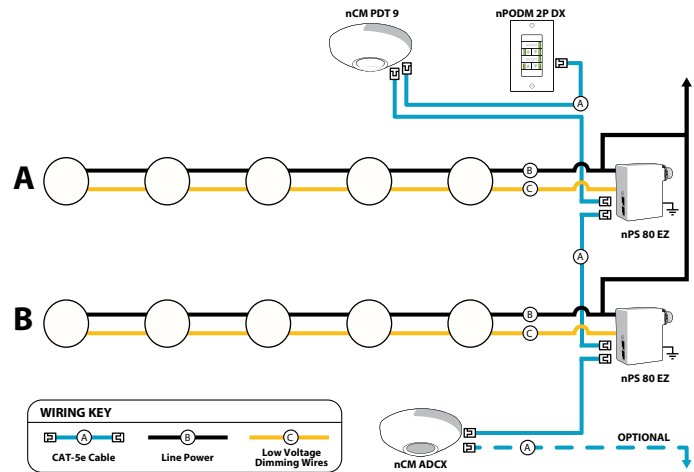 nCM PDT 9
nPODM 2P DX
A
A
B
C
nPS 80 EZ
A
B
B
C
nPS 80 EZ
WIRING KEY
A
B
C
CAT-5e Cable
Line Power
Low Voltage
Dimming Wires
nCM ADCX
A
OPTIONAL